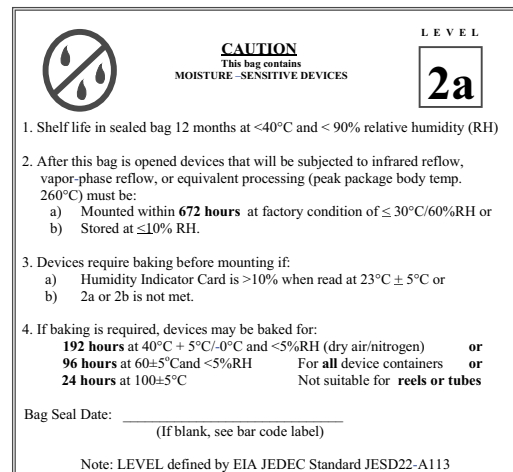 LEVEL
CAUTION
This bag contains
MOISTURE –SENSITIVE DEVICES
2a
1. Shelf life in sealed bag 12 months at <40°C and < 90% relative humidity (RH)
2. After this bag is opened devices that will be subjected to infrared reflow,
vapor-phase reflow, or equivalent processing (peak package body temp.
260°C) must be:
a) Mounted within 672 hours at factory condition of ≤ 30°C/60%RH or
b) Stored at ≤10% RH.
3. Devices require baking before mounting if:
a) Humidity Indicator Card is >10% when read at 23°C ± 5°C or
b) 2a or 2b is not met.
4. If baking is required, devices may be baked for:
192 hours at 40°C + 5°C/-0°C and <5%RH (dry air/nitrogen) or
96 hours at 60±5°Cand <5%RH For all device containers or
24 hours at 100±5°C Not suitable for reels or tubes
Bag Seal Date: ______________________________
(If blank, see bar code label)
Note: LEVEL defined by EIA JEDEC Standard JESD22-A113